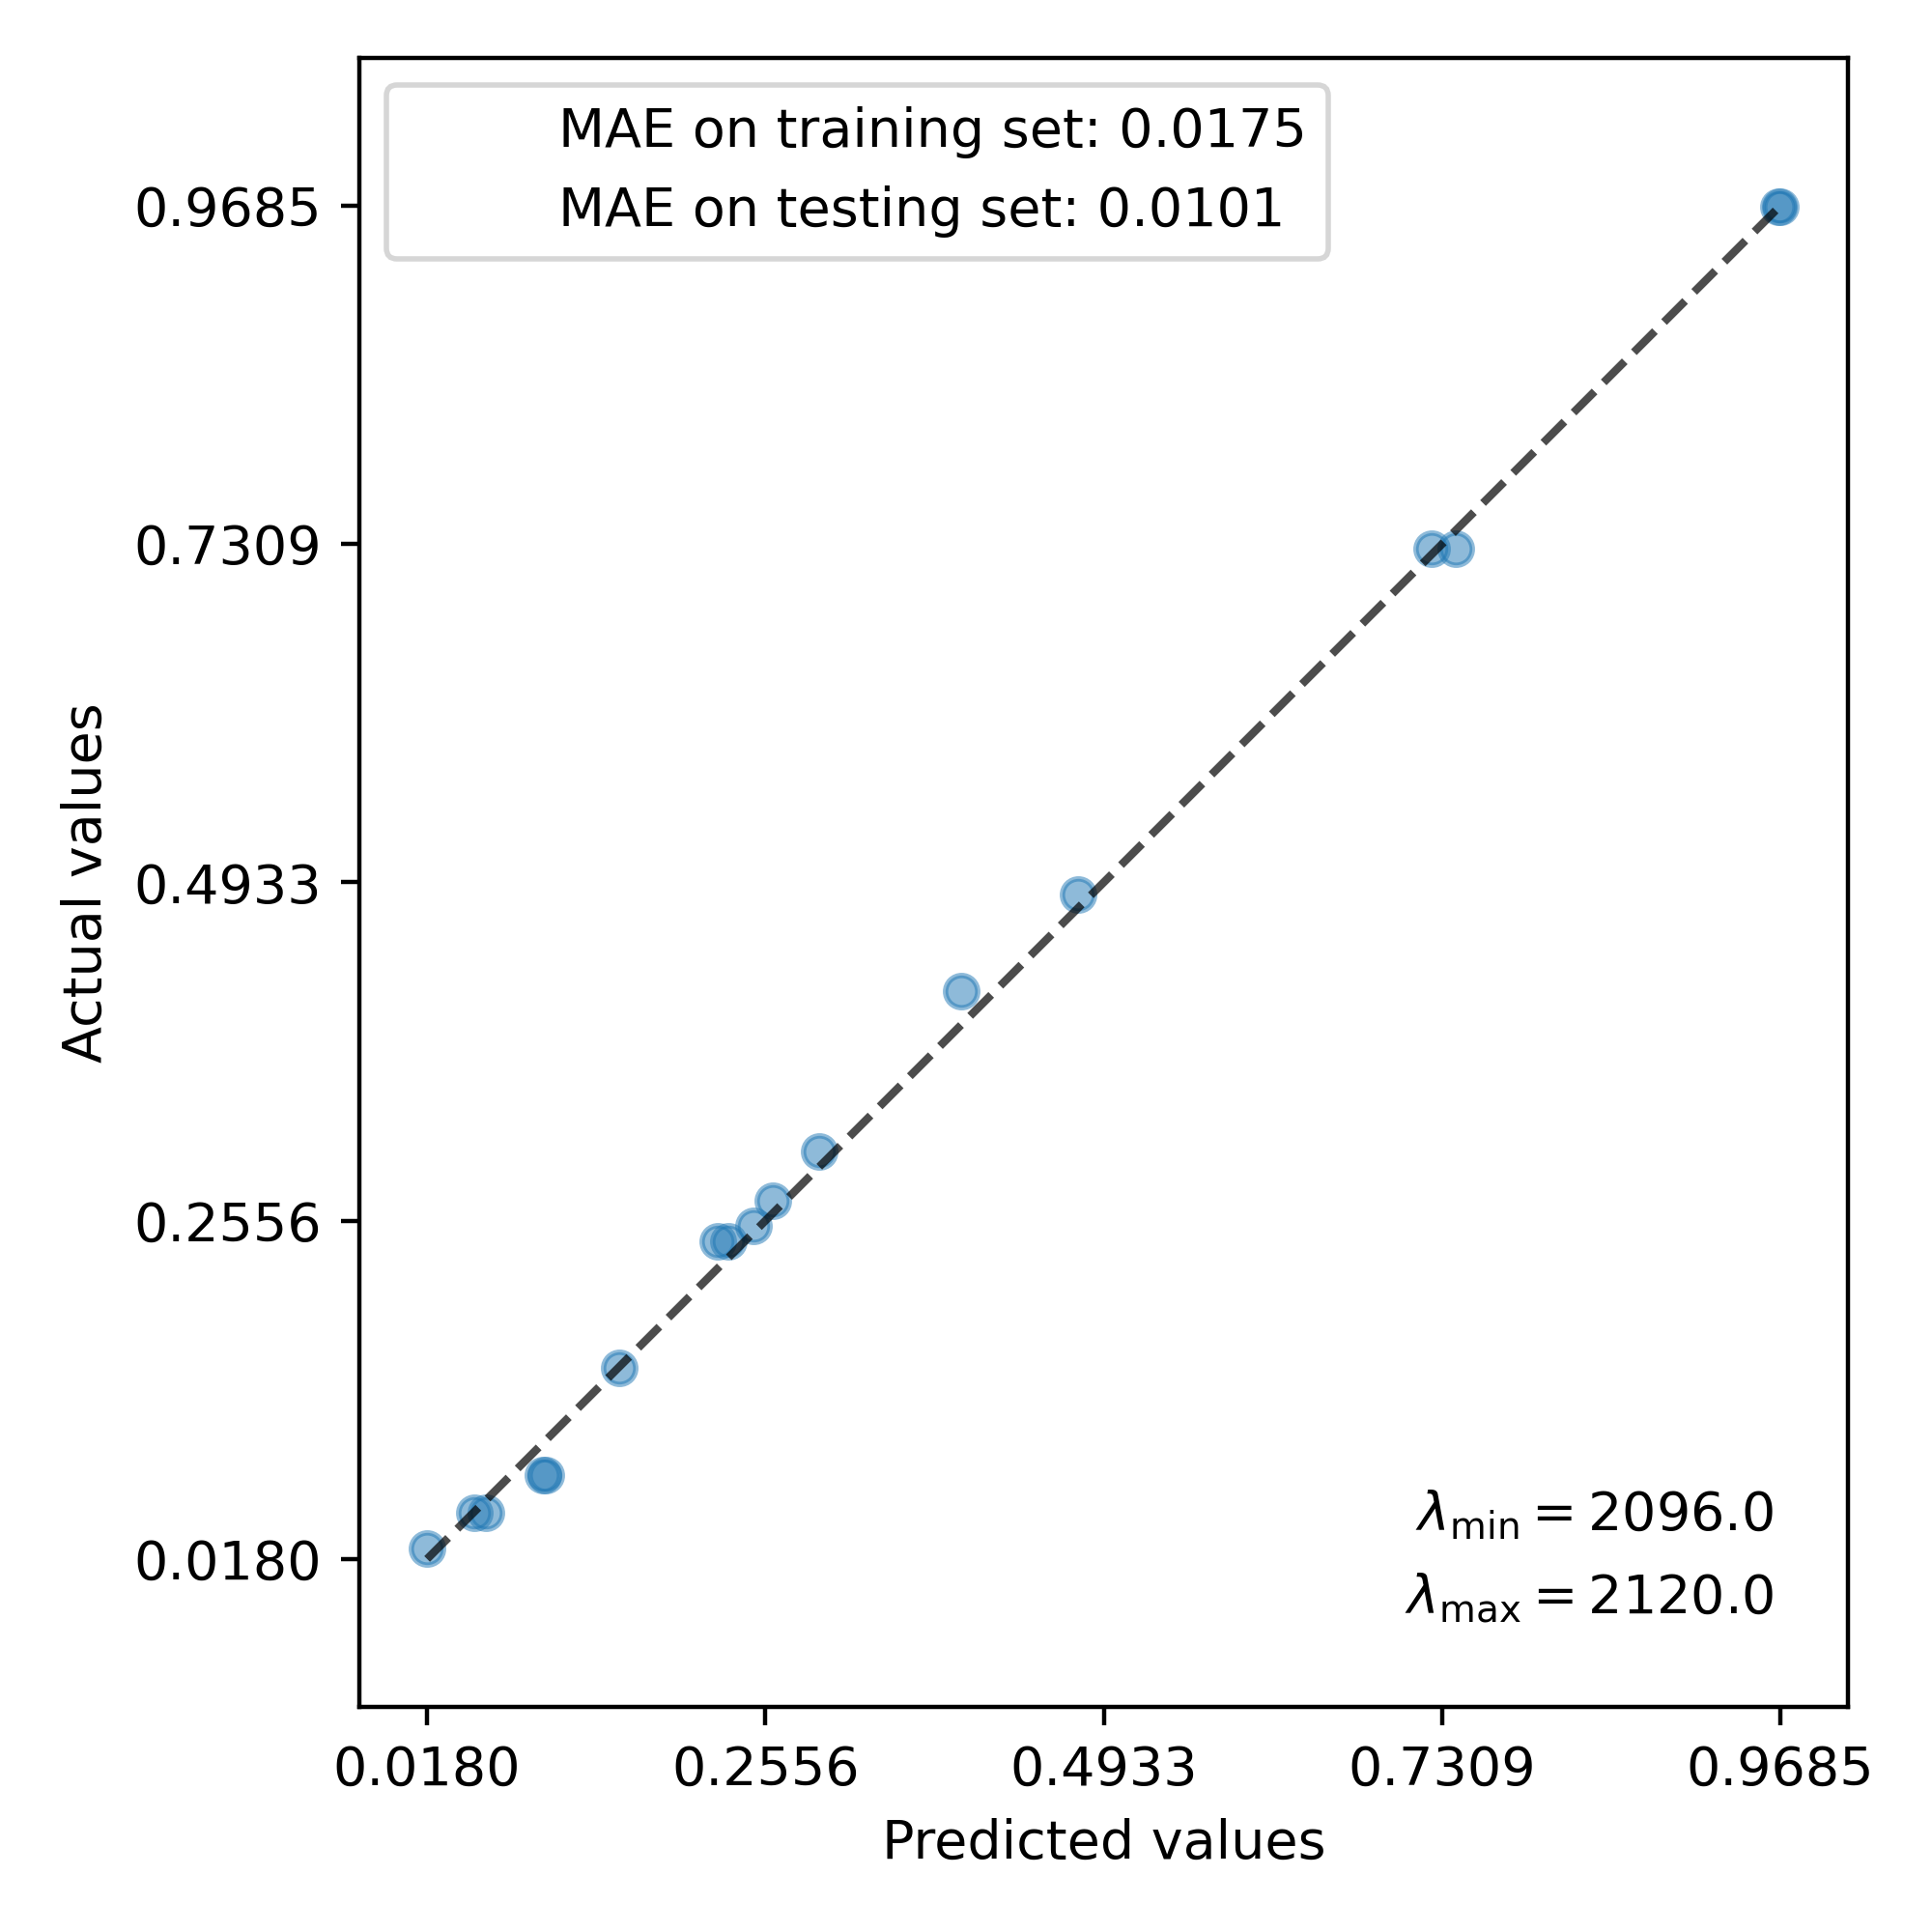 MAE on training set: 0.0175
MAE on testing set: 0.0101
0.9685
0.7309
0.4933
0.2556
0.0180
Actual values
λmin = 2096.0
λmax = 2120.0
0.0180 0.2556 0.4933 0.7309 0.9685
Predicted values